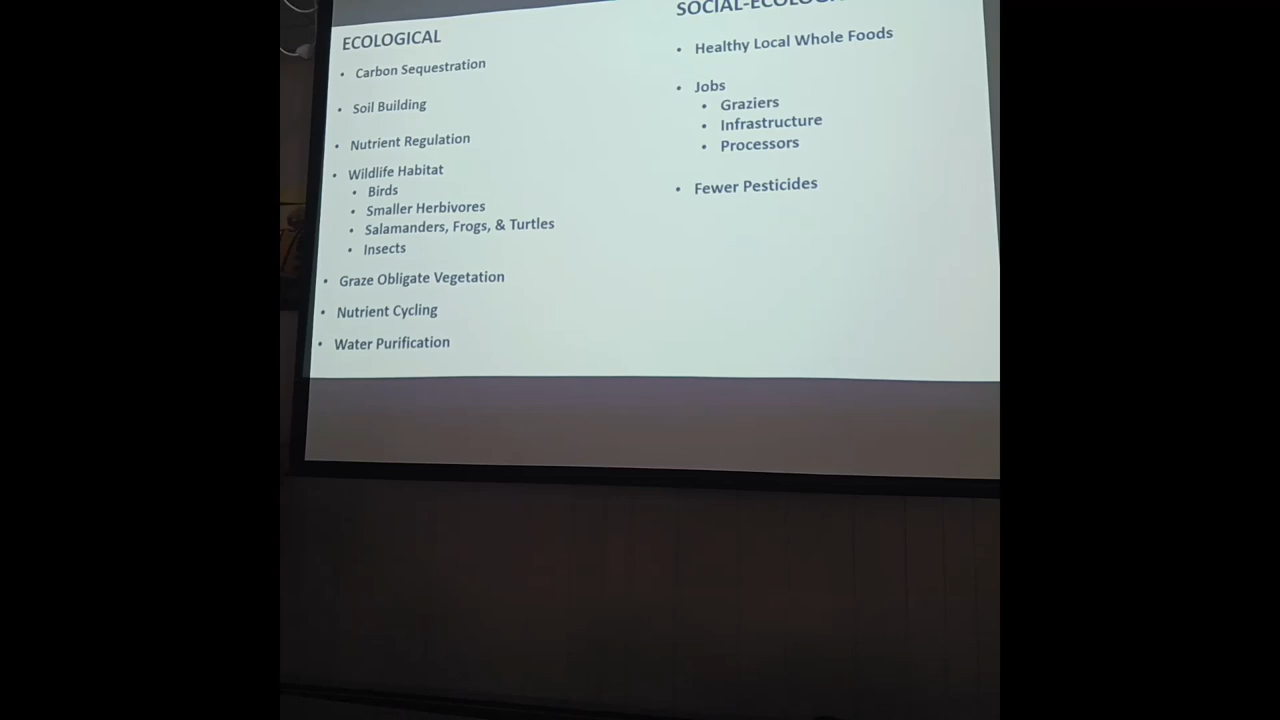 ECOLOGICAL
• Carbon Sequestration
• Soil Building
• Nutrient Regulation
• Wildlife Habitat
• Birds
• Smaller Herbivores
• Salamanders, Frogs, & Turtles
• Insects
• Graze Obligate Vegetation
• Nutrient Cycling
• Water Purification
• Healthy Local Whole Foods
• Jobs
• Graziers
• Infrastructure
• Processors
• Fewer Pesticides